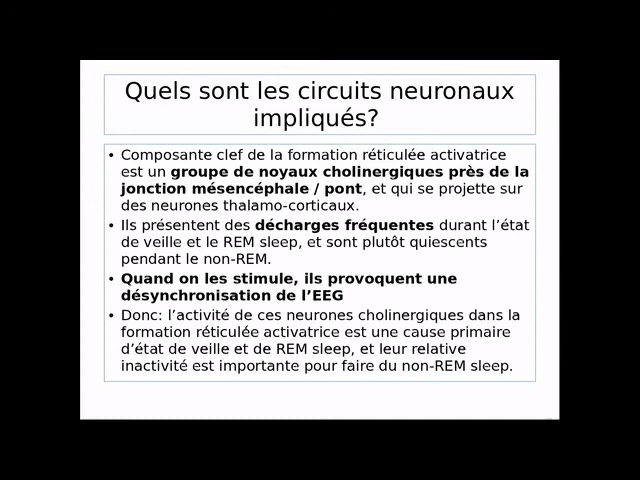 Quels sont les circuits neuronaux
impliqués?
• Composante clef de la formation réticulée activatrice
est un groupe de noyaux cholinergiques près de la
jonction mésencéphale / pont, et qui se projette sur
des neurones thalamo-corticaux.
• Ils présentent des décharges fréquentes durant l’état
de veille et le REM sleep, et sont plutôt quiescents
pendant le non-REM.
• Quand on les stimule, ils provoquent une
désynchronisation de l’EEG
• Donc: l’activité de ces neurones cholinergiques dans la
formation réticulée activatrice est une cause primaire
d’état de veille et de REM sleep, et leur relative
inactivité est importante pour faire du non-REM sleep.